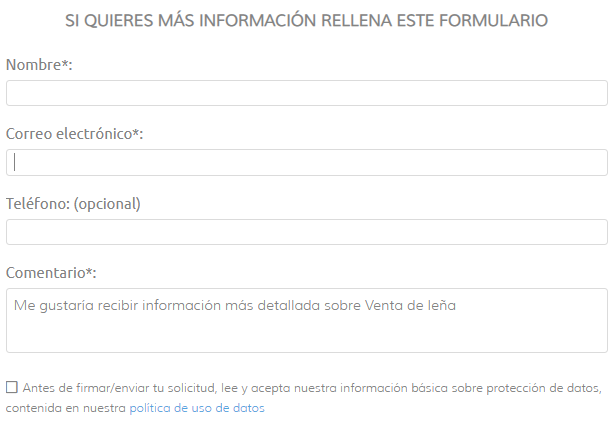 SI QUIERES MÁS INFORMACIÓN RELLENA ESTE FORMULARIO
Nombre*:
Correo electrónico*:
Teléfono: (opcional)
Comentario*:
Me gustaría recibir información más detallada sobre Venta de leña
Antes de firmar/enviar tu solicitud, lee y acepta nuestra información básica sobre protección de datos,
contenida en nuestra política de uso de datos